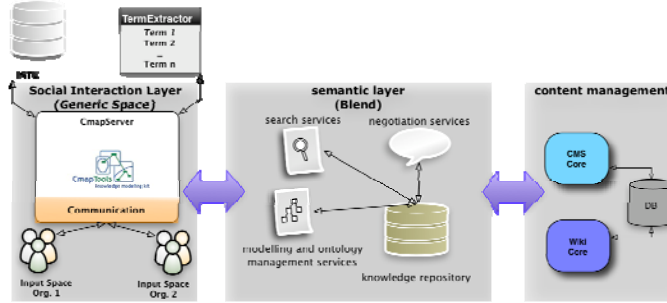 TermExtractor
Term 1
Term 2
...
Term n
Social Interaction Layer
(Generic Space)
CmapServer
CmapTools
knowledge modeling kit
Communication
Input Space
Org. 1
Input Space
Org. 2
semantic layer
(Blend)
search services
negotiation services
modelling and ontology
management services
knowledge repository
content management
CMS
Core
DB
Wiki
Core